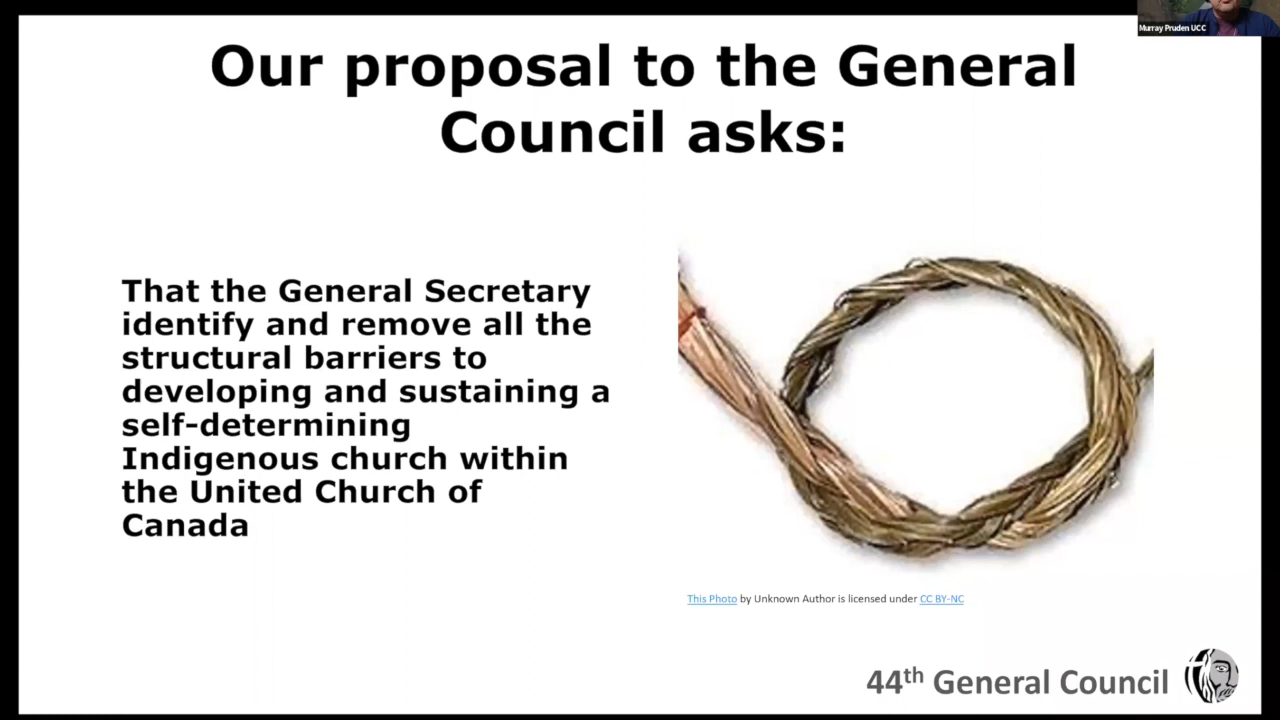 Murray Pruden UCC
Our proposal to the General
Council asks:
That the General Secretary
identify and remove all the
structural barriers to
developing and sustaining a
self-determining
Indigenous church within
the United Church of
Canada
This Photo by Unknown Author is licensed under CC BY-NC
44th General Council